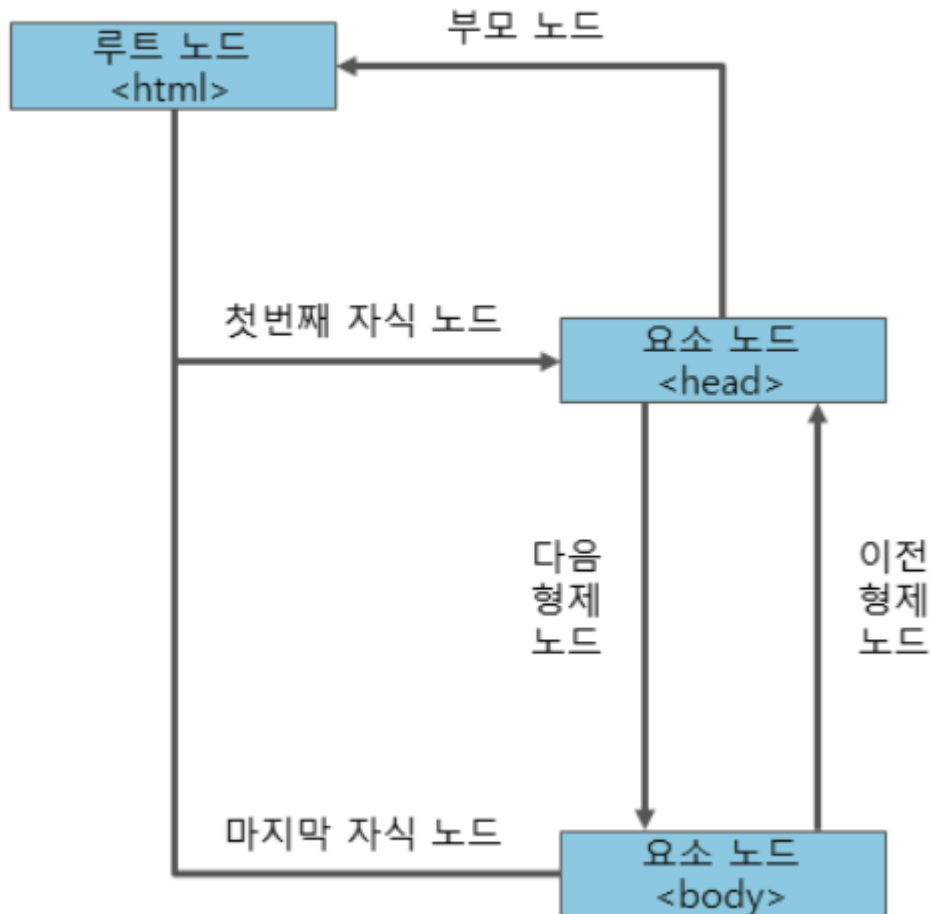 부모 노드
루트 노드
<html>
첫번째 자식 노드
요소 노드
<head>
다음
형제
노드
이전
형제
노드
마지막 자식 노드
요소 노드
<body>